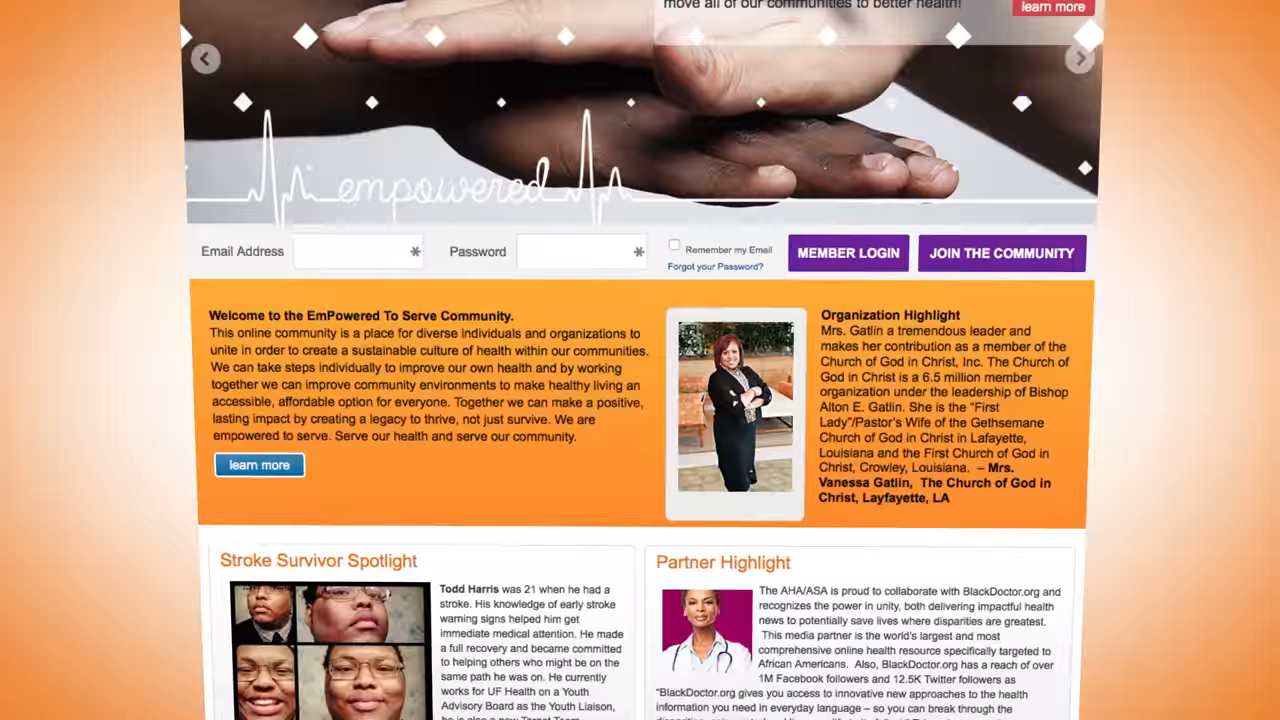 move all of our communities to better health!
learn more
empowered
Email Address
Password
Remember my Email
Forgot your Password?
MEMBER LOGIN
JOIN THE COMMUNITY
Welcome to the EmPowered To Serve Community.
This online community is a place for diverse individuals and organizations to
unite in order to create a sustainable culture of health within our communities.
We can take steps individually to improve our own health and by working
together we can improve community environments to make healthy living an
accessible, affordable option for everyone. Together we can make a positive,
lasting impact by creating a legacy to thrive, not just survive. We are
empowered to serve. Serve our health and serve our community.
learn more
Organization Highlight
Mrs. Gatlin a tremendous leader and
makes her contribution as a member of the
Church of God in Christ, Inc. The Church of
God in Christ is a 6.5 million member
organization under the leadership of Bishop
Alton E. Gatlin. She is the "First
Lady"/Pastor's Wife of the Gethsemane
Church of God in Christ in Lafayette,
Louisiana and the First Church of God in
Christ, Crowley, Louisiana. – Mrs.
Vanessa Gatlin, The Church of God in
Christ, Layfayette, LA
Stroke Survivor Spotlight
Todd Harris was 21 when he had a
stroke. His knowledge of early stroke
warning signs helped him get
immediate medical attention. He made
a full recovery and became committed
to helping others who might be on the
same path he was on. He currently
works for UF Health on a Youth
Advisory Board as the Youth Liaison,
Partner Highlight
The AHA/ASA is proud to collaborate with BlackDoctor.org and
recognizes the power in unity, both delivering impactful health
news to potentially save lives where disparities are greatest.
This media partner is the world's largest and most
comprehensive online health resource specifically targeted to
African Americans. Also, BlackDoctor.org has a reach of over
1M Facebook followers and 12.5K Twitter followers as
"BlackDoctor.org gives you access to innovative new approaches to the health
information you need in everyday language – so you can break through the